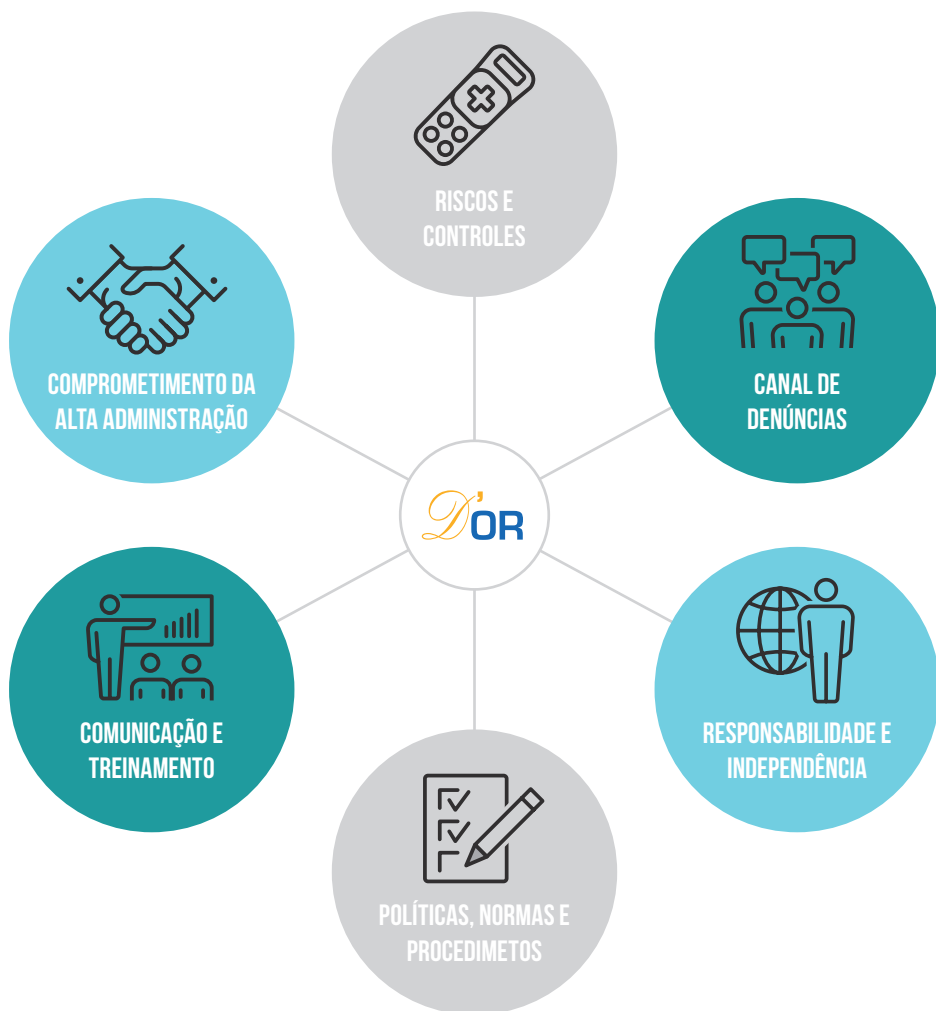 RISCOS E
CONTROLES
COMPROMETIMENTO DA
ALTA ADMINISTRAÇÃO
CANAL DE
DENÚNCIAS
D'OR
COMUNICAÇÃO E
TREINAMENTO
RESPONSABILIDADE E
INDEPENDÊNCIA
POLÍTICAS, NORMAS E
PROCEDIMETOS